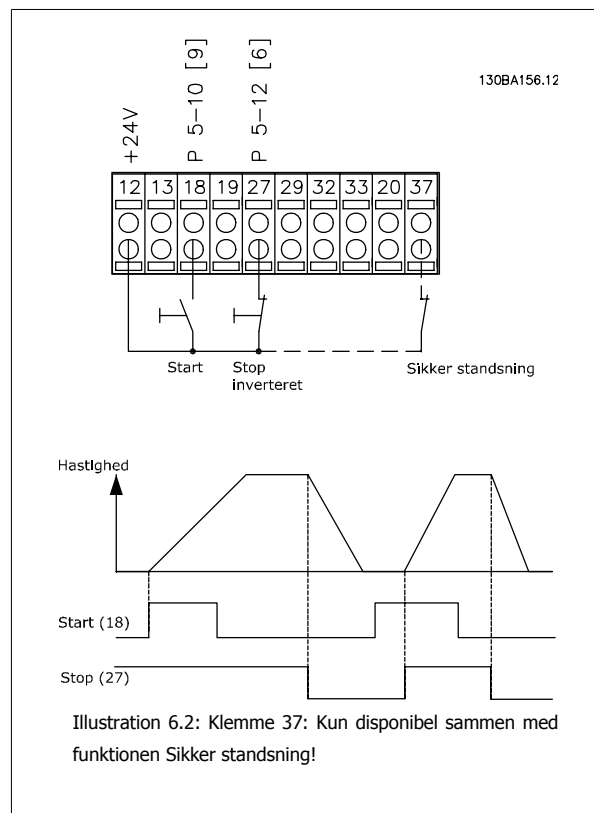 130BA156.12
+24V
P 5-10 [9]
P 5-12 [6]
12 13 18 19 27 29 32 33 20 37
Start
Stop
inverteret
Sikker standsning
Hastighed
Start (18)
Stop (27)
Illustration 6.2: Klemme 37: Kun disponibel sammen med
funktionen Sikker standsning!